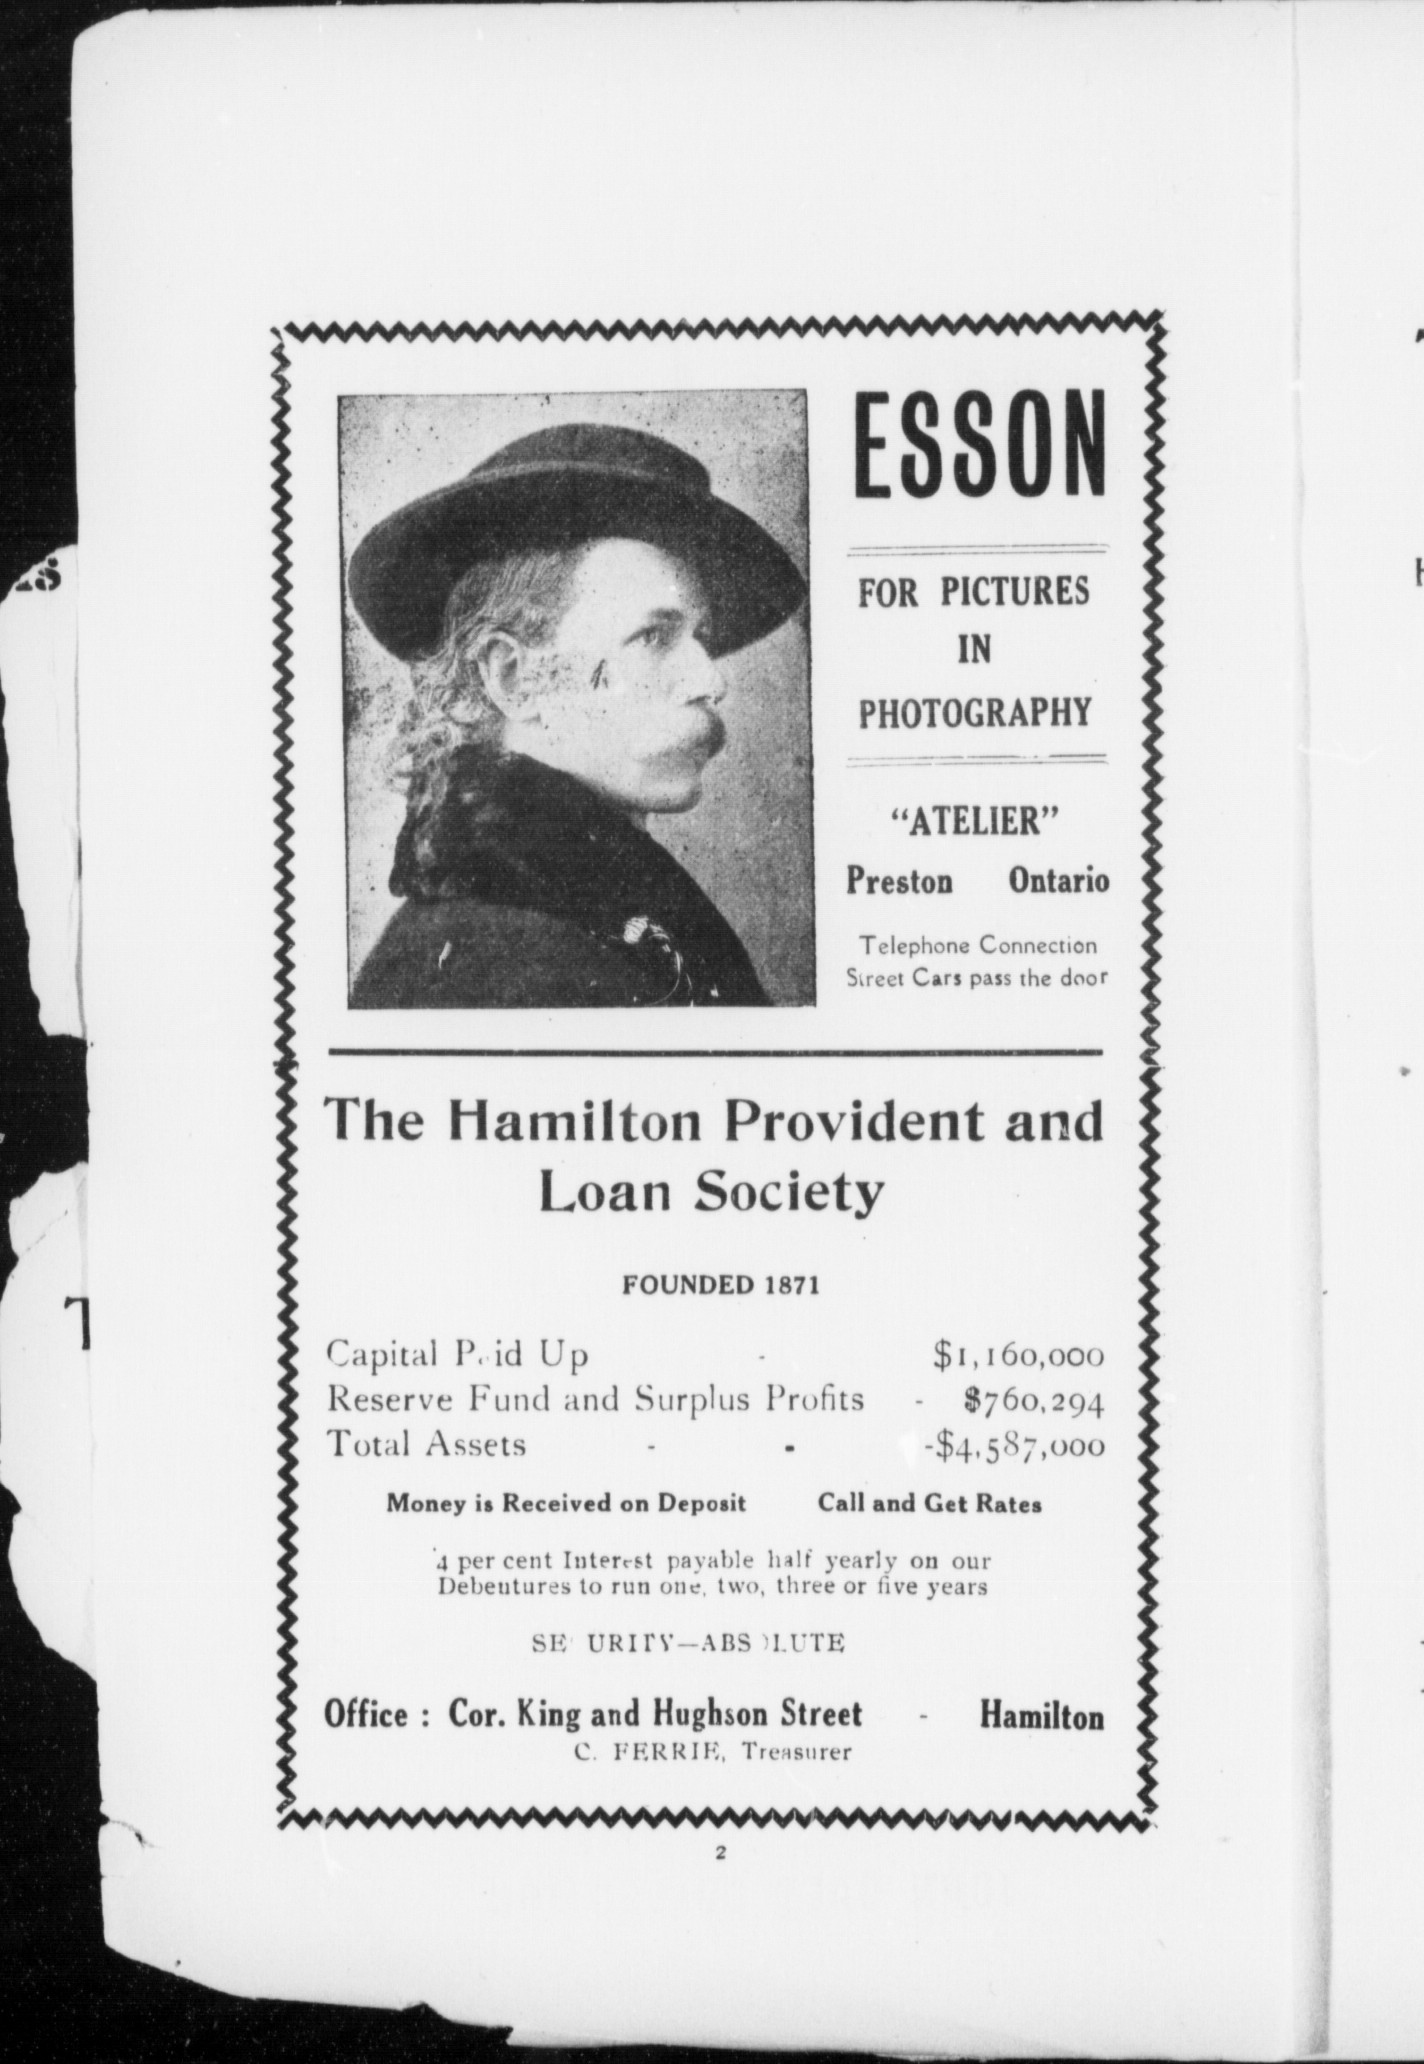 ESSON
FOR PICTURES
IN
PHOTOGRAPHY
“ATELIER”
Preston Ontario
Telephone Connection
Street Cars pass the door
The Hamilton Provident and
Loan Society
FOUNDED 1871
Capital Paid Up - $1,160,000
Reserve Fund and Surplus Profits - $760,294
Total Assets - - -$4,587,000
Money is Received on Deposit Call and Get Rates
4 per cent Interest payable half yearly on our
Debentures to run one, two, three or five years
SECURITY—ABSOLUTE
Office : Cor. King and Hughson Street - Hamilton
C. FERRIE, Treasurer
2